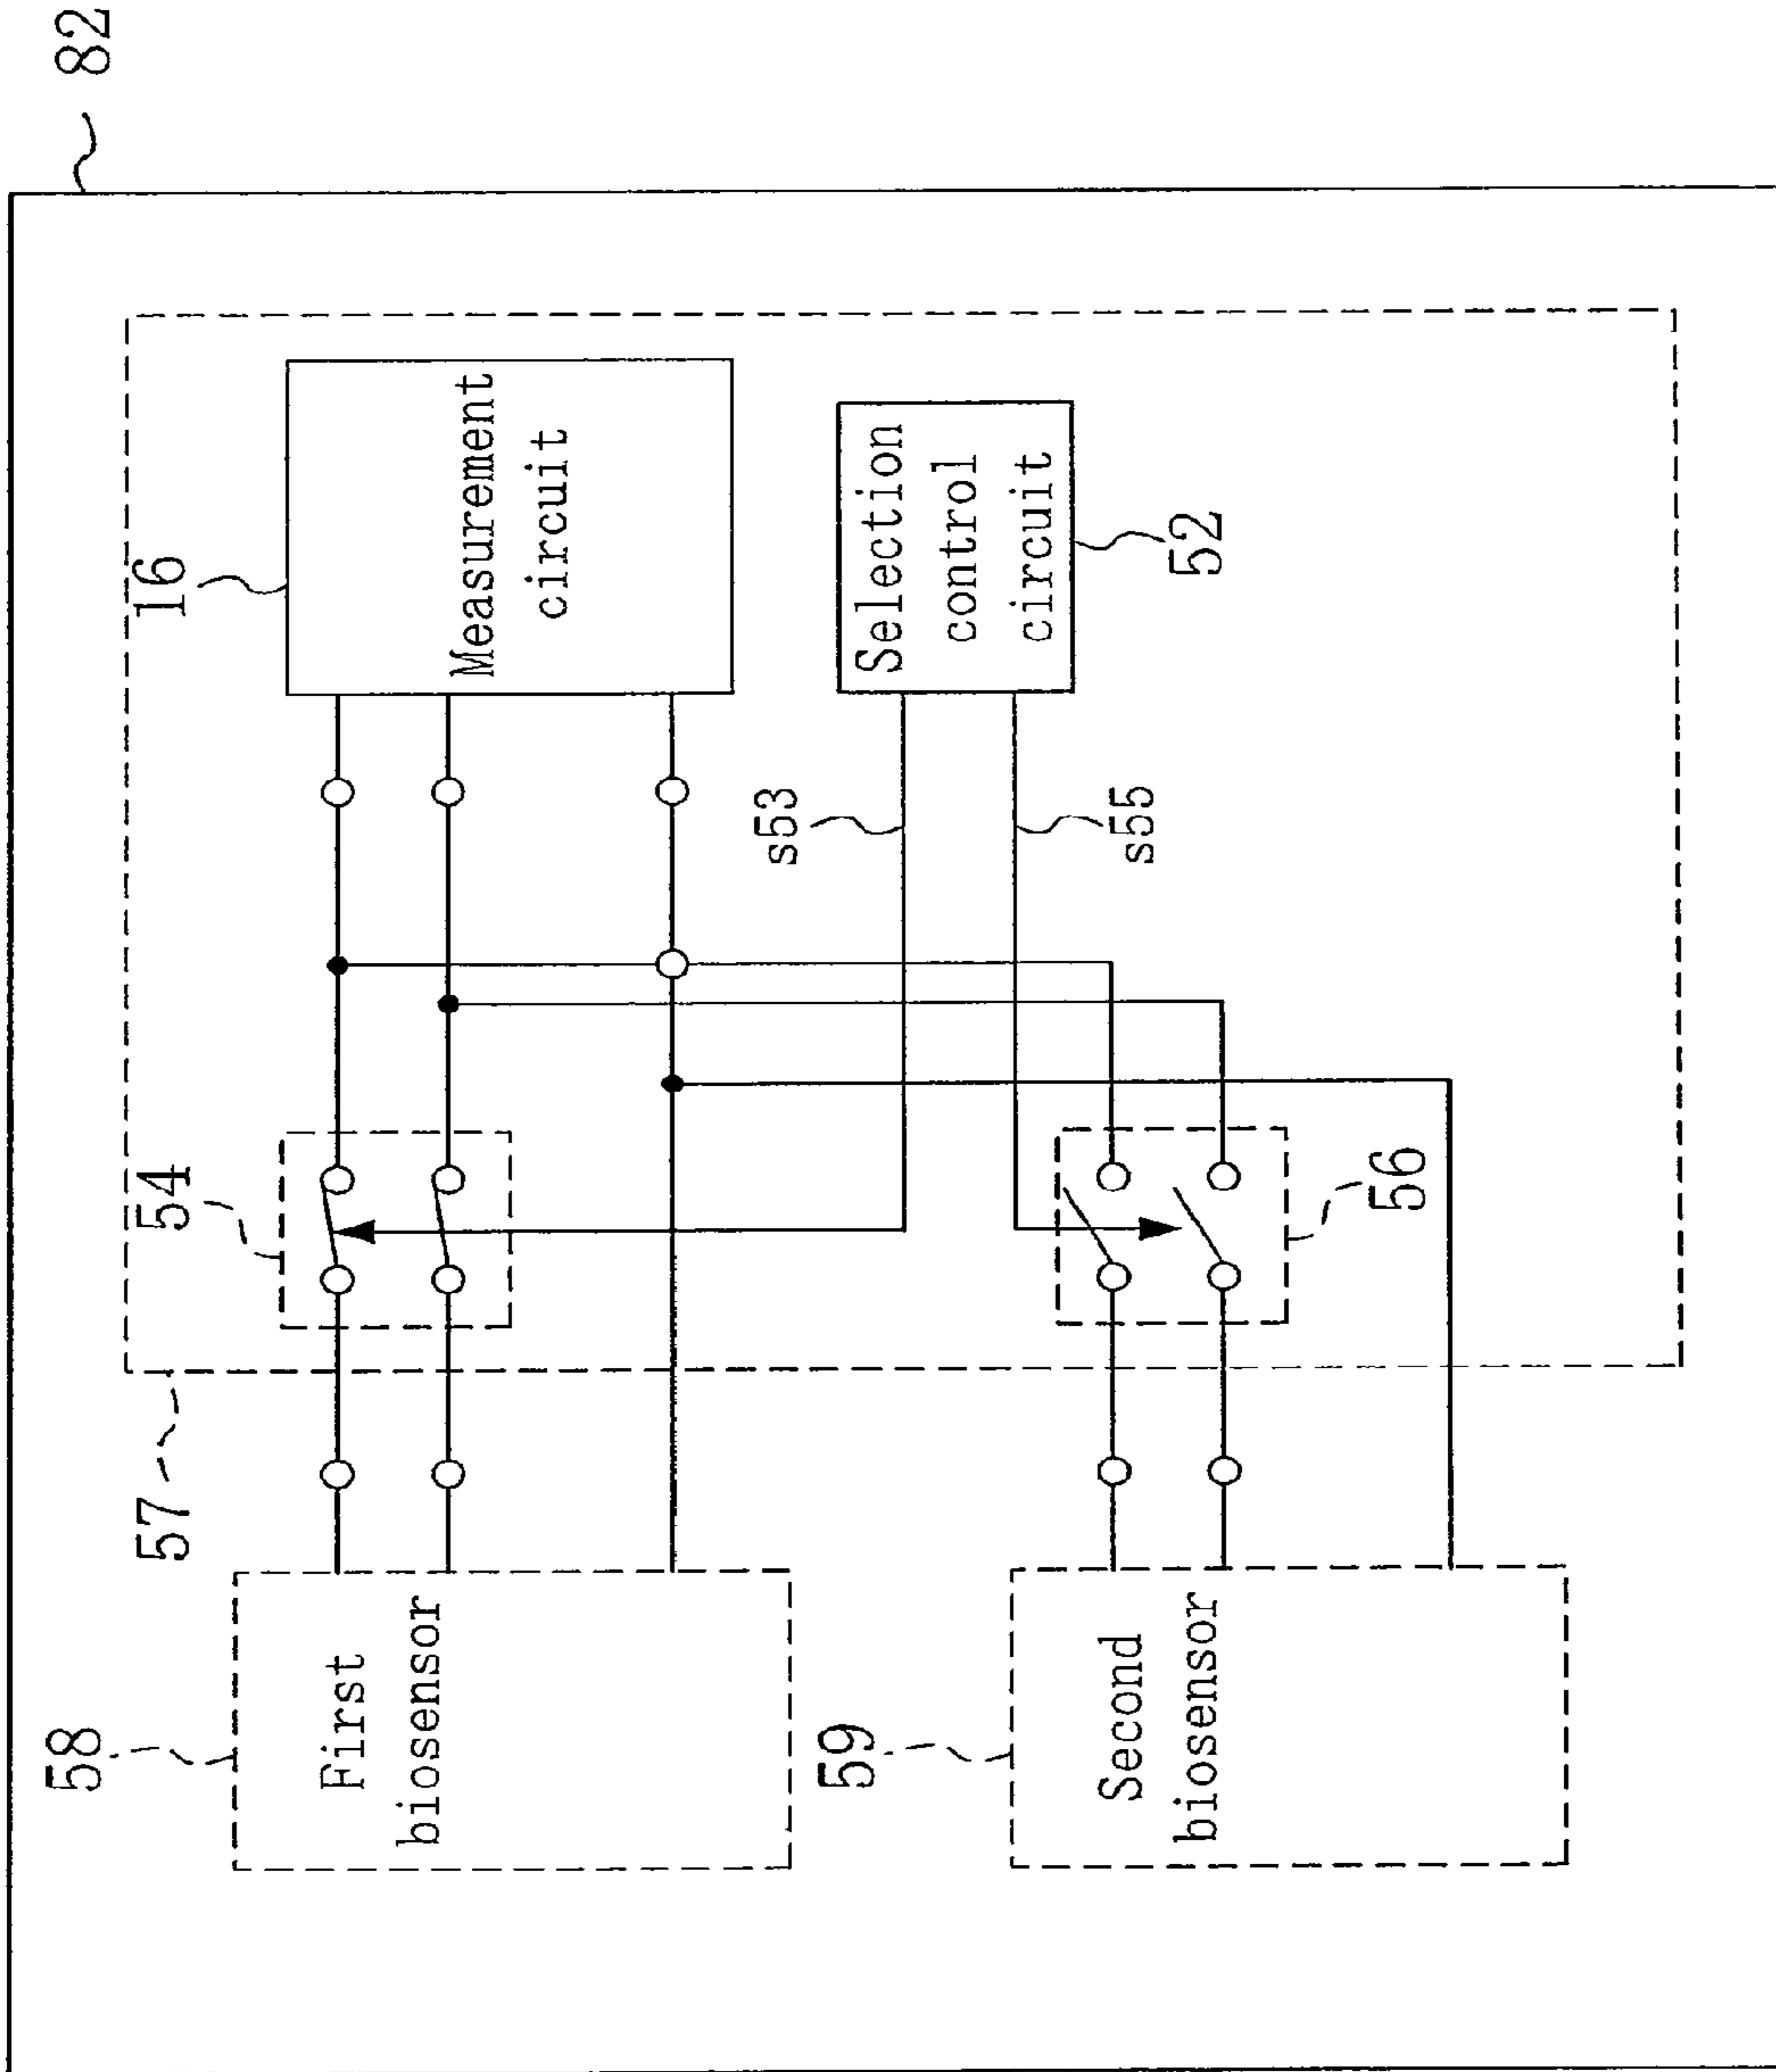 82
57
54
16
58
First
biosensor
Measurement
circuit
s53
Selection
control
circuit
59
s55
52
Second
biosensor
56